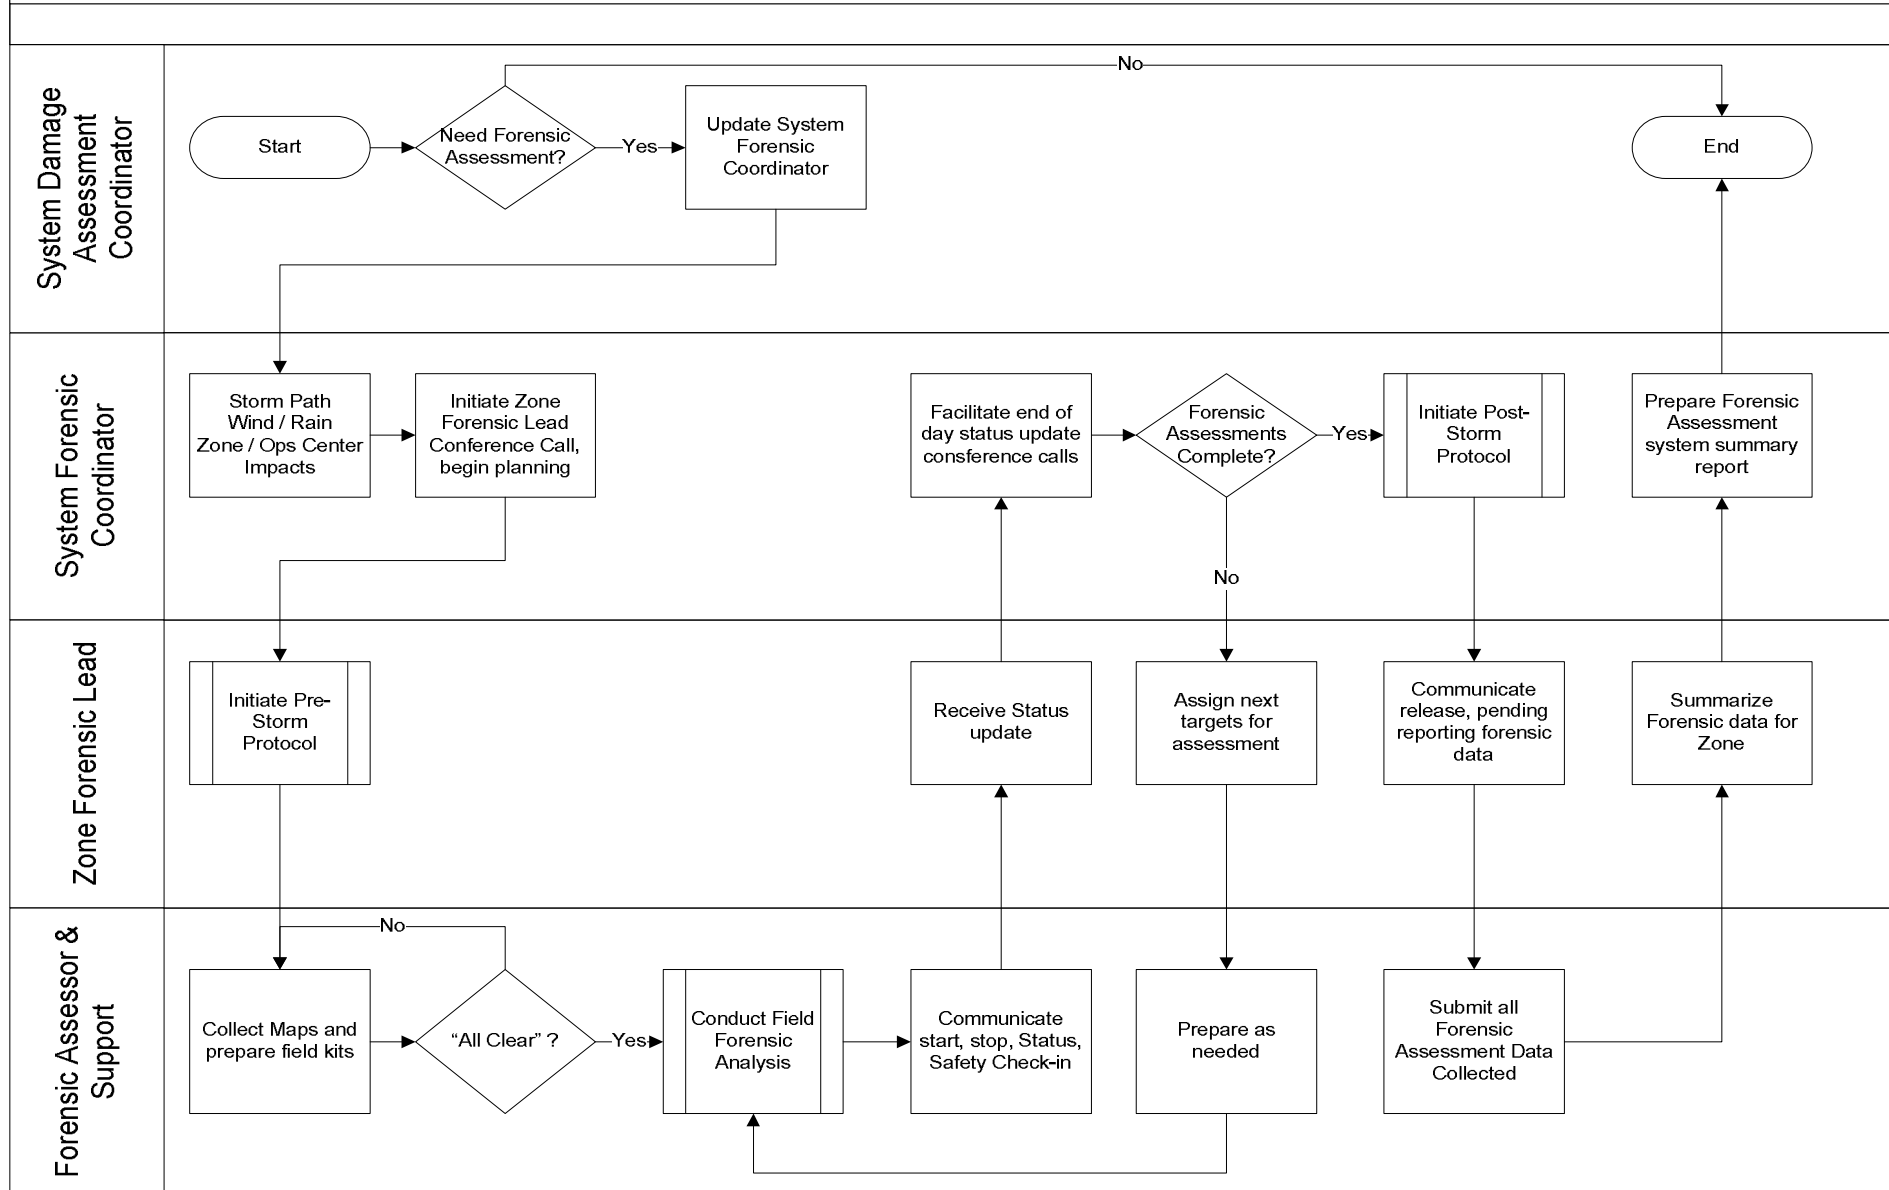 System Damage
Assessment
Coordinator
Start
Need Forensic
Assessment?
Yes
Update System
Forensic
Coordinator
No
End
System Forensic
Coordinator
Storm Path
Wind / Rain
Zone / Ops Center
Impacts
Initiate Zone
Forensic Lead
Conference Call,
begin planning
Facilitate end of
day status update
consference calls
Forensic
Assessments
Complete?
Yes
No
Initiate Post-
Storm
Protocol
Prepare Forensic
Assessment
system summary
report
Zone Forensic Lead
Initiate Pre-
Storm
Protocol
Receive Status
update
Assign next
targets for
assessment
Communicate
release, pending
reporting forensic
data
Summarize
Forensic data for
Zone
Forensic Assessor &
Support
Collect Maps and
prepare field kits
No
“All Clear” ?
Yes
Conduct Field
Forensic
Analysis
Communicate
start, stop, Status,
Safety Check-in
Prepare as
needed
Submit all
Forensic
Assessment Data
Collected